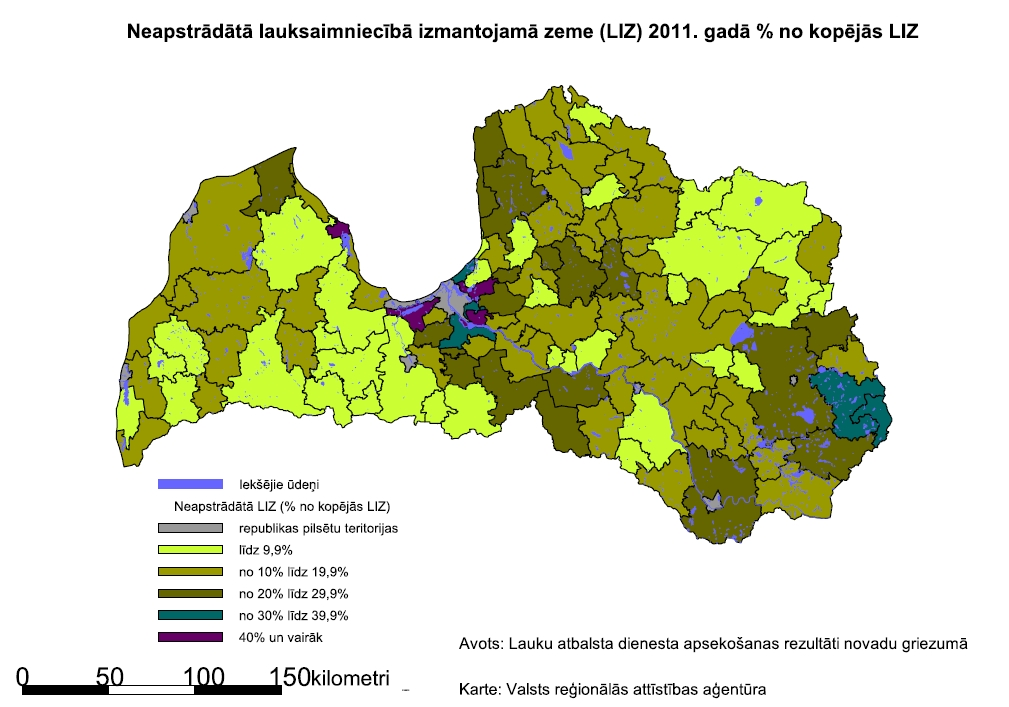 Neapstrādātā lauksaimniecībā izmantojamā zeme (LIZ) 2011. gadā % no kopējās LIZ
Iekšējie ūdeņi
Neapstrādātā LIZ (% no kopējās LIZ)
republikas pilsētu teritorijas
līdz 9,9%
no 10% līdz 19,9%
no 20% līdz 29,9%
no 30% līdz 39,9%
40% un vairāk
Avots: Lauku atbalsta dienesta apsekošanas rezultāti novadu griezumā
0 50 100 150kilometri
Karte: Valsts reģionālās attīstības aģentūra